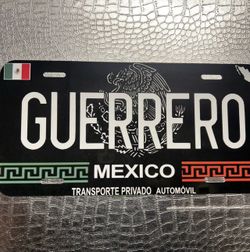 GUERRERO
MEXICO
TRANSPORTE PRIVADO AUTOMÓVIL